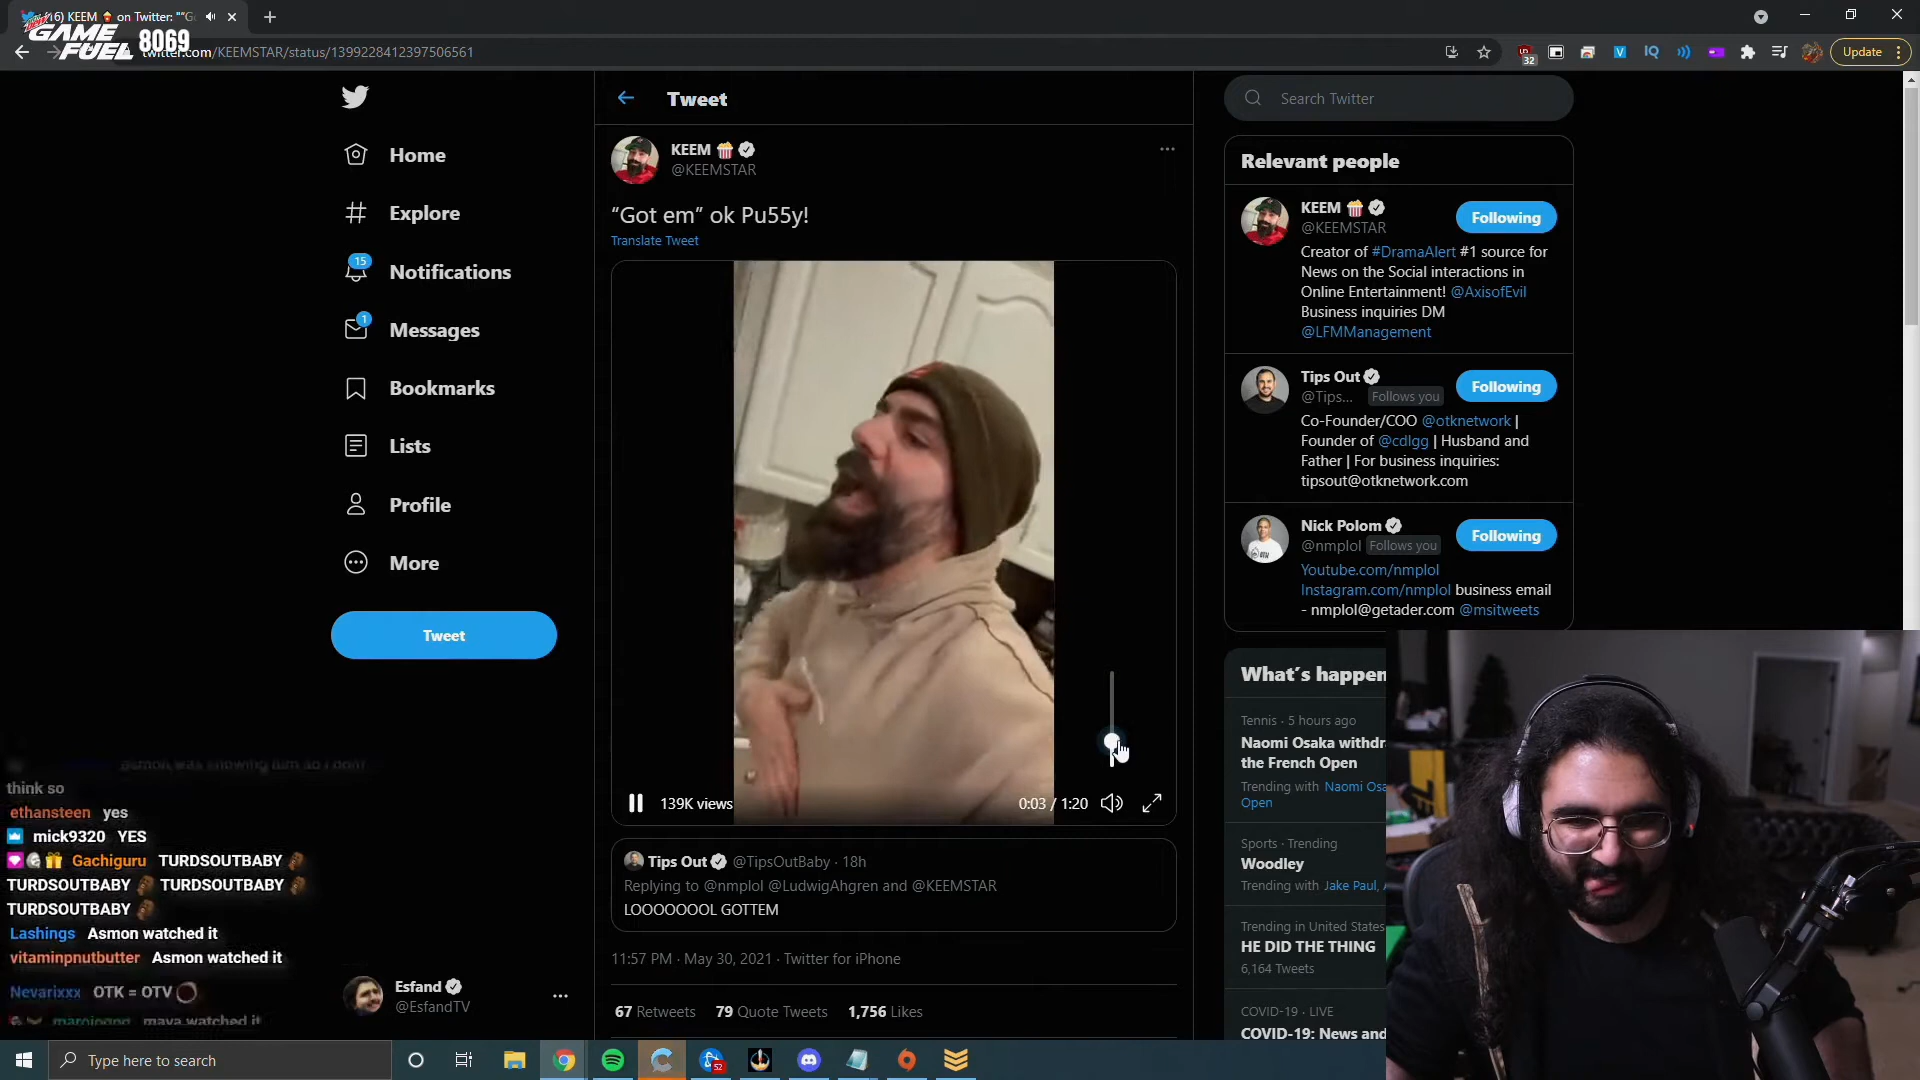 (16) KEEM 🍿 on Twitter: ""Go
GAME
FUEL 8069
twitter.com/KEEMSTAR/status/1399228412397506561
32
IQ
Update
Home
Explore
15
Notifications
1
Messages
Bookmarks
Lists
Profile
More
Tweet
Esfand
@EsfandTV
Tweet
KEEM 🍿
@KEEMSTAR
“Got em” ok Pu55y!
Translate Tweet
139K views
0:03 / 1:20
Tips Out @TipsOutBaby · 18h
Replying to @nmplol @LudwigAhgren and @KEEMSTAR
LOOOOOOOL GOTTEM
11:57 PM · May 30, 2021 · Twitter for iPhone
67 Retweets 79 Quote Tweets 1,756 Likes
Search Twitter
Relevant people
KEEM 🍿
@KEEMSTAR
Following
Creator of #DramaAlert #1 source for
News on the Social interactions in
Online Entertainment! @AxisofEvil
Business inquiries DM
@LFMManagement
Tips Out
@Tips... Follows you
Following
Co-Founder/COO @otknetwork |
Founder of @cdlgg | Husband and
Father | For business inquiries:
tipsout@otknetwork.com
Nick Polom
@nmplol Follows you
Following
Youtube.com/nmplol
Instagram.com/nmplol business email
- nmplol@getader.com @msitweets
What’s happen
Tennis · 5 hours ago
Naomi Osaka withdr
the French Open
Trending with Naomi Osa
Open
Sports · Trending
Woodley
Trending with Jake Paul,
Trending in United States
HE DID THE THING
6,164 Tweets
COVID-19 · LIVE
COVID-19: News and
think so
ethansteen yes
mick9320 YES
Gachiguru TURDSOUTBABY
TURDSOUTBABY TURDSOUTBABY
TURDSOUTBABY
Lashings Asmon watched it
vitaminpnutbutter Asmon watched it
Nevarixxx OTK = OTV
maya watched it
Type here to search
52